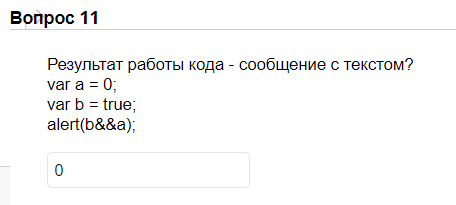 Вопрос 11
Результат работы кода - сообщение с текстом?
var a = 0;
var b = true;
alert(b&&a);
0